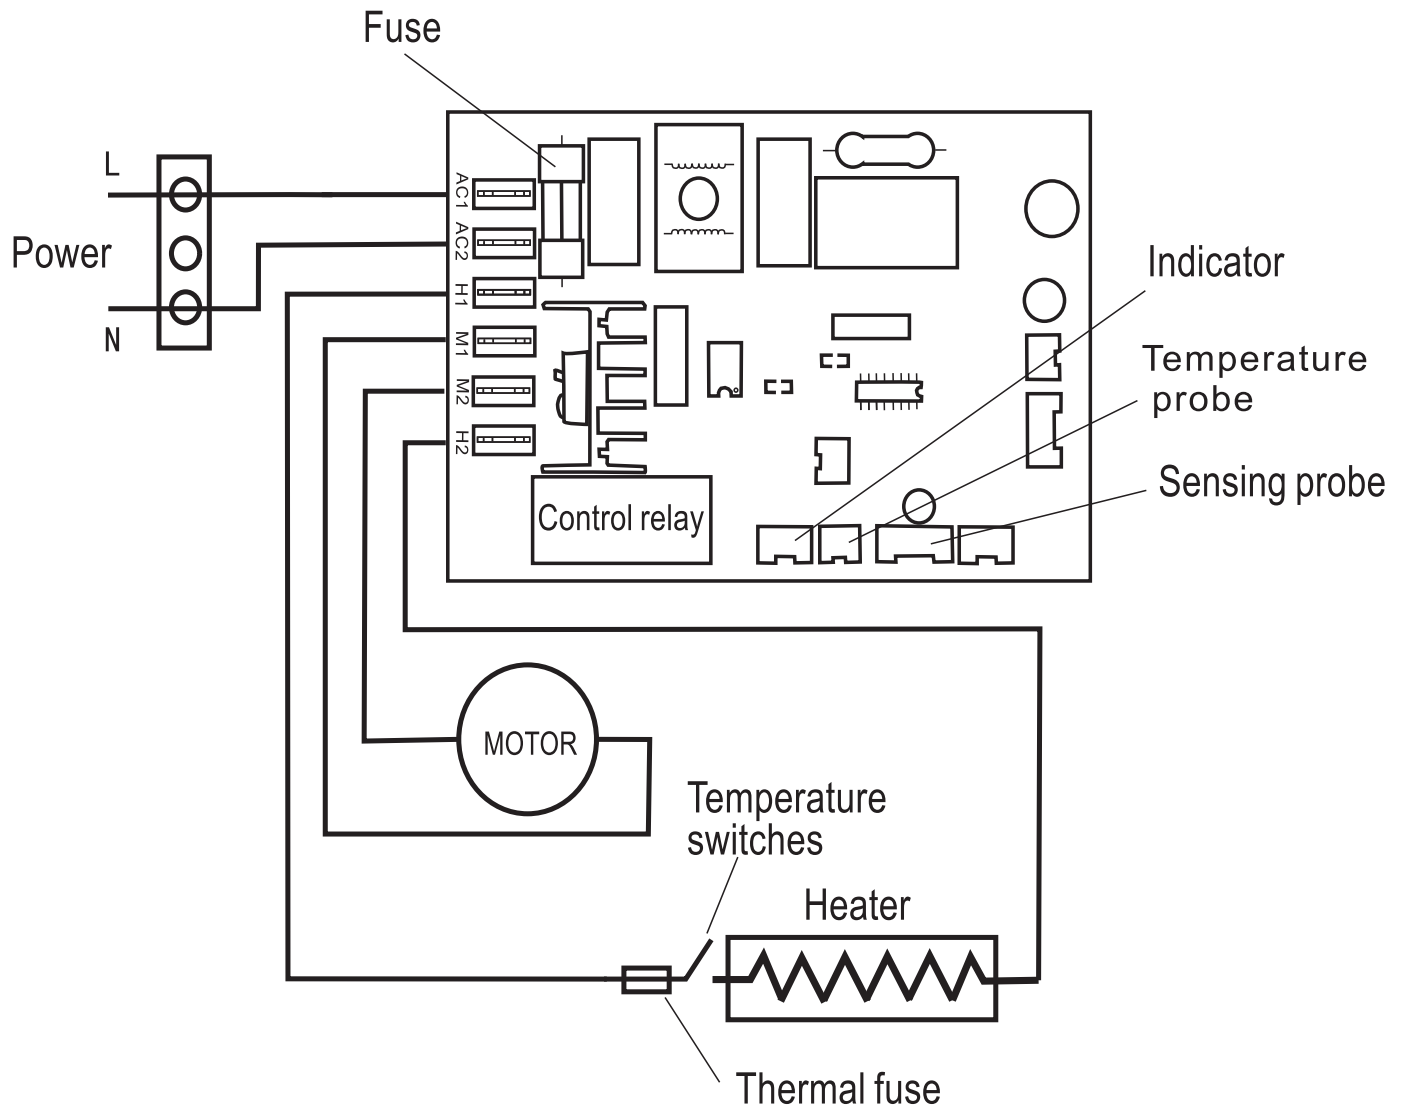 Fuse
L
Power
N
AC1
AC2
H1
M1
M2
H2
Indicator
Temperature
probe
Sensing probe
Control relay
MOTOR
Temperature
switches
Heater
Thermal fuse